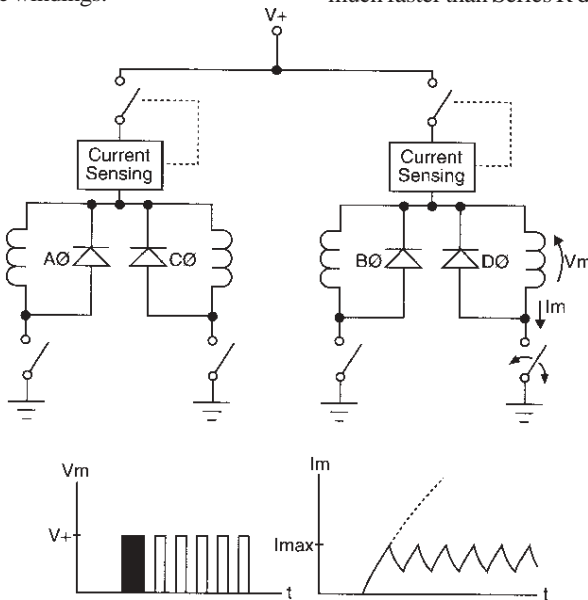 windings.
much faster than Series R d
V+
Current
Sensing
Current
Sensing
AØ
CØ
BØ
DØ
Vm
Im
Vm
V+
t
Im
Imax
t